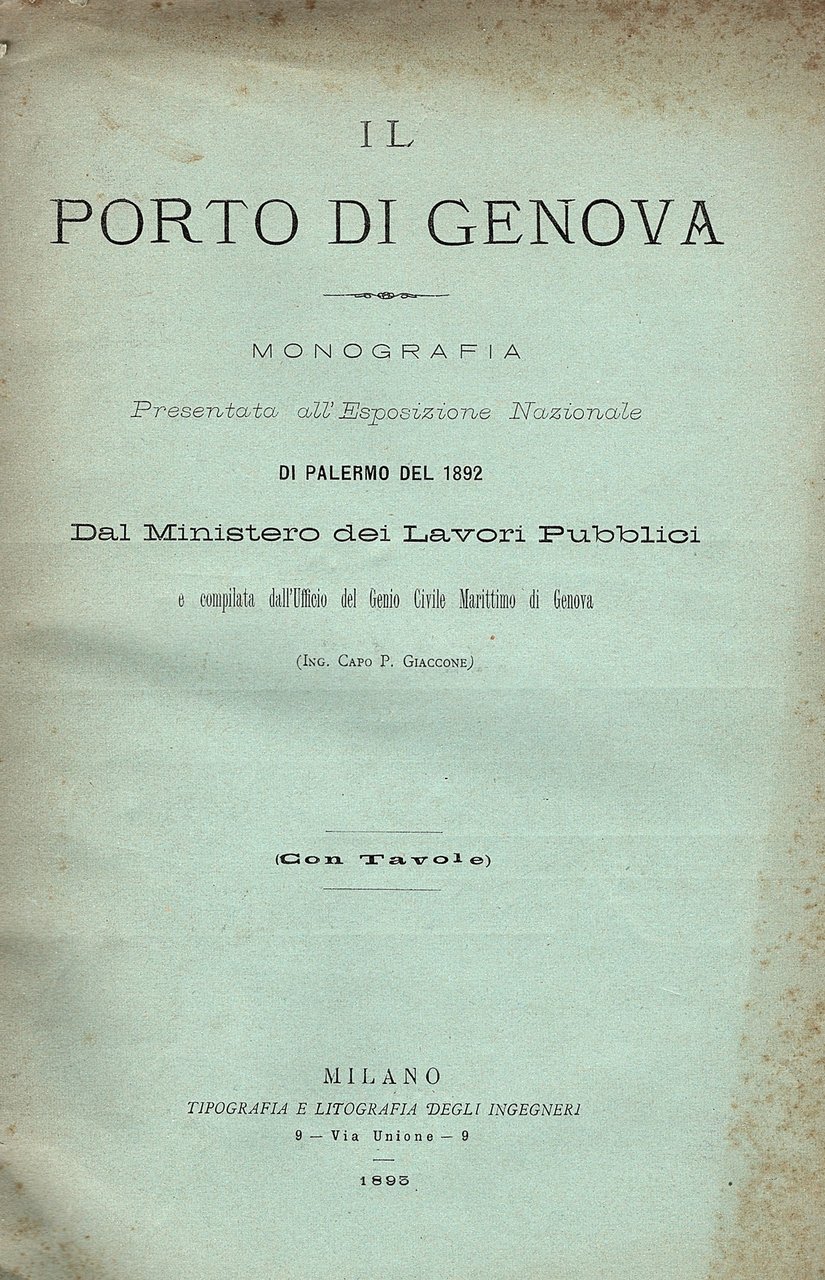 IL
PORTO DI GENOVA
MONOGRAFIA
Presentata all'Esposizione Nazionale
DI PALERMO DEL 1892
Dal Ministero dei Lavori Pubblici
e compilata dall'Ufficio del Genio Civile Marittimo di Genova
(Ing. Capo P. Giaccone)
(Con Tavole)
MILANO
TIPOGRAFIA E LITOGRAFIA DEGLI INGEGNERI
9 — Via Unione — 9
1893